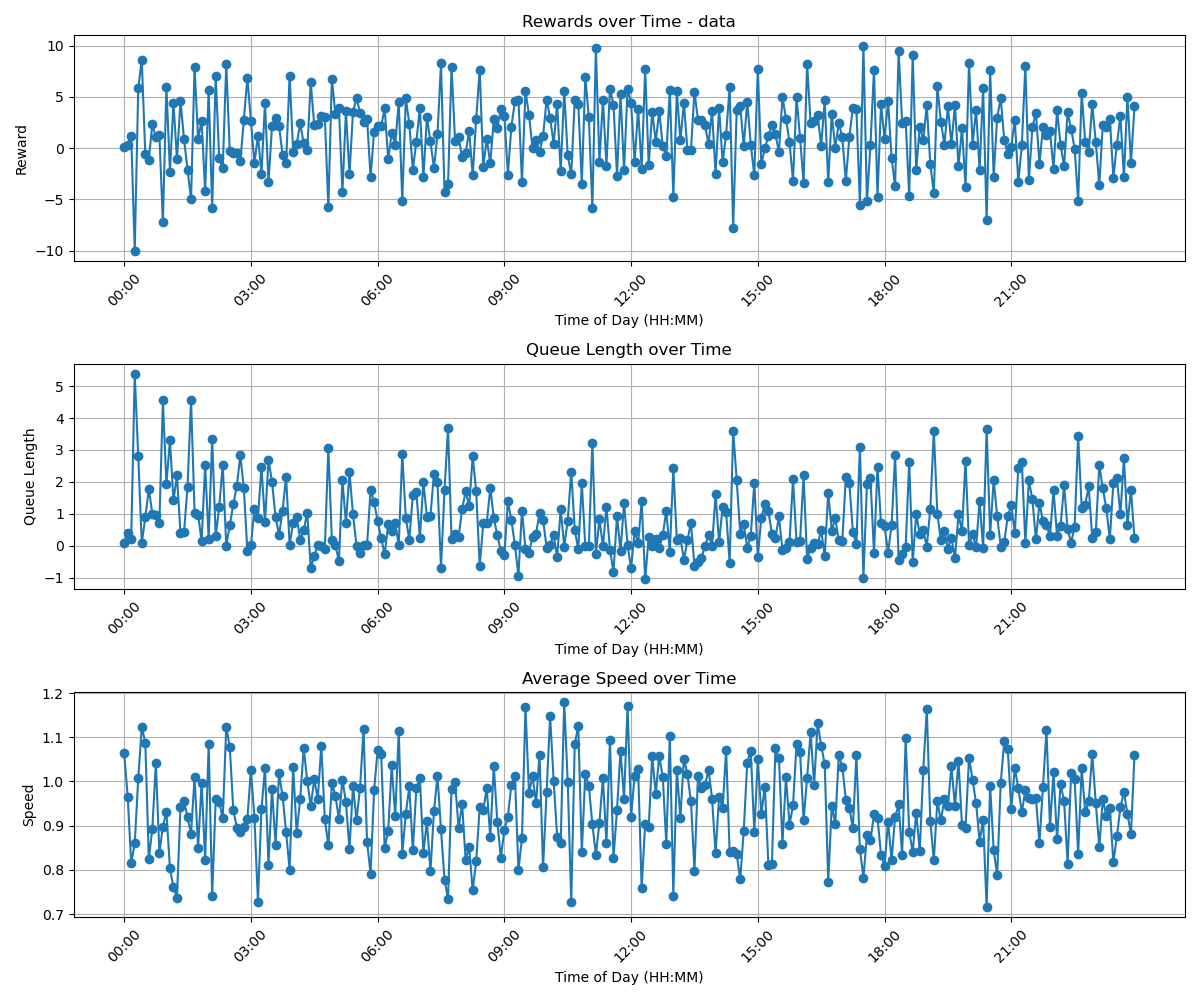 Rewards over Time - data
10
5
0
−5
−10
Reward
00:00 03:00 06:00 09:00 12:00 15:00 18:00 21:00
Time of Day (HH:MM)
Queue Length over Time
5
4
3
2
1
0
−1
Queue Length
00:00 03:00 06:00 09:00 12:00 15:00 18:00 21:00
Time of Day (HH:MM)
Average Speed over Time
1.2
1.1
1.0
0.9
0.8
0.7
Speed
00:00 03:00 06:00 09:00 12:00 15:00 18:00 21:00
Time of Day (HH:MM)